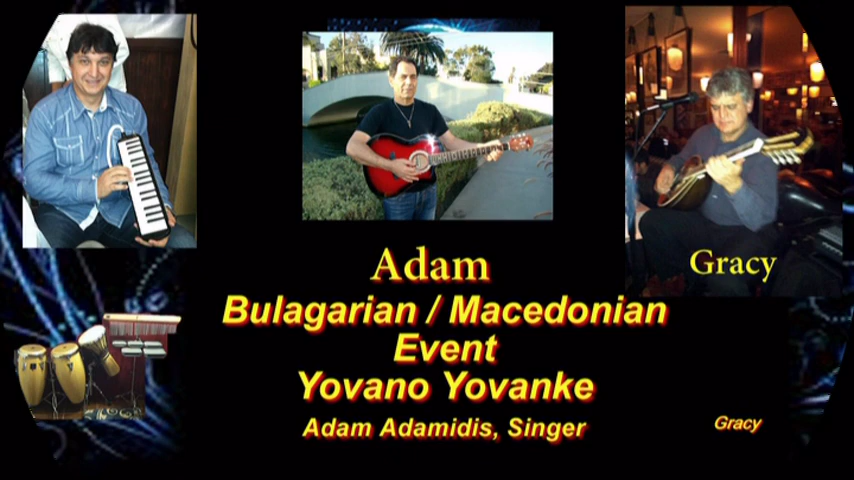 Gracy
Adam
Bulagarian / Macedonian
Event
Yovano Yovanke
Adam Adamidis, Singer
Gracy